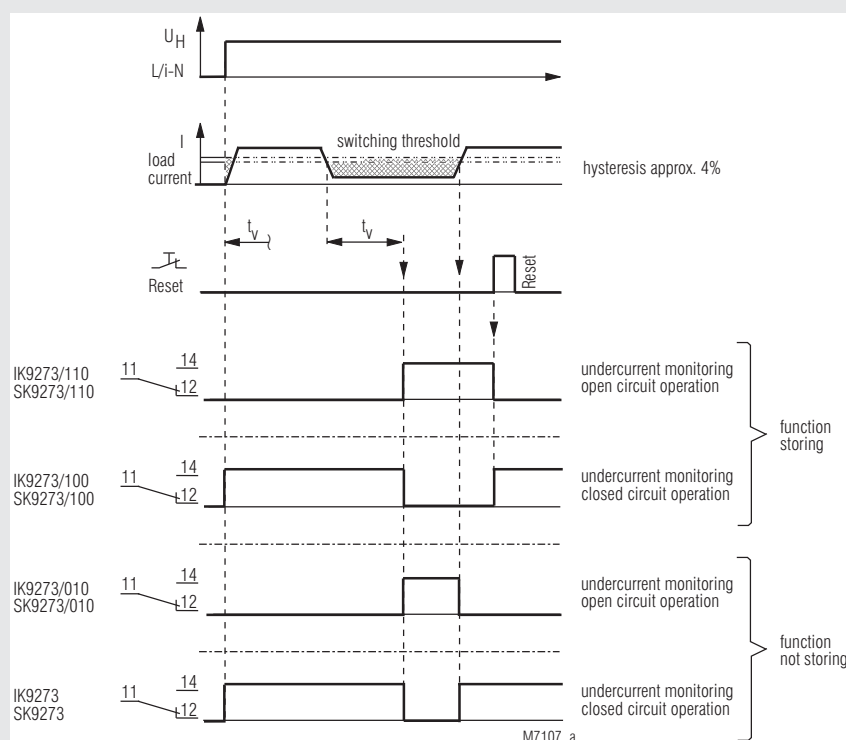 UH
L/i-N
I
load
current
switching threshold
hysteresis approx. 4%
tv
tv
Reset
Reset
IK9273/110
SK9273/110
11
14
12
undercurrent monitoring
open circuit operation
IK9273/100
SK9273/100
11
14
12
undercurrent monitoring
closed circuit operation
function
storing
IK9273/010
SK9273/010
11
14
12
undercurrent monitoring
open circuit operation
IK9273
SK9273
11
14
12
undercurrent monitoring
closed circuit operation
function
not storing
M7107_a